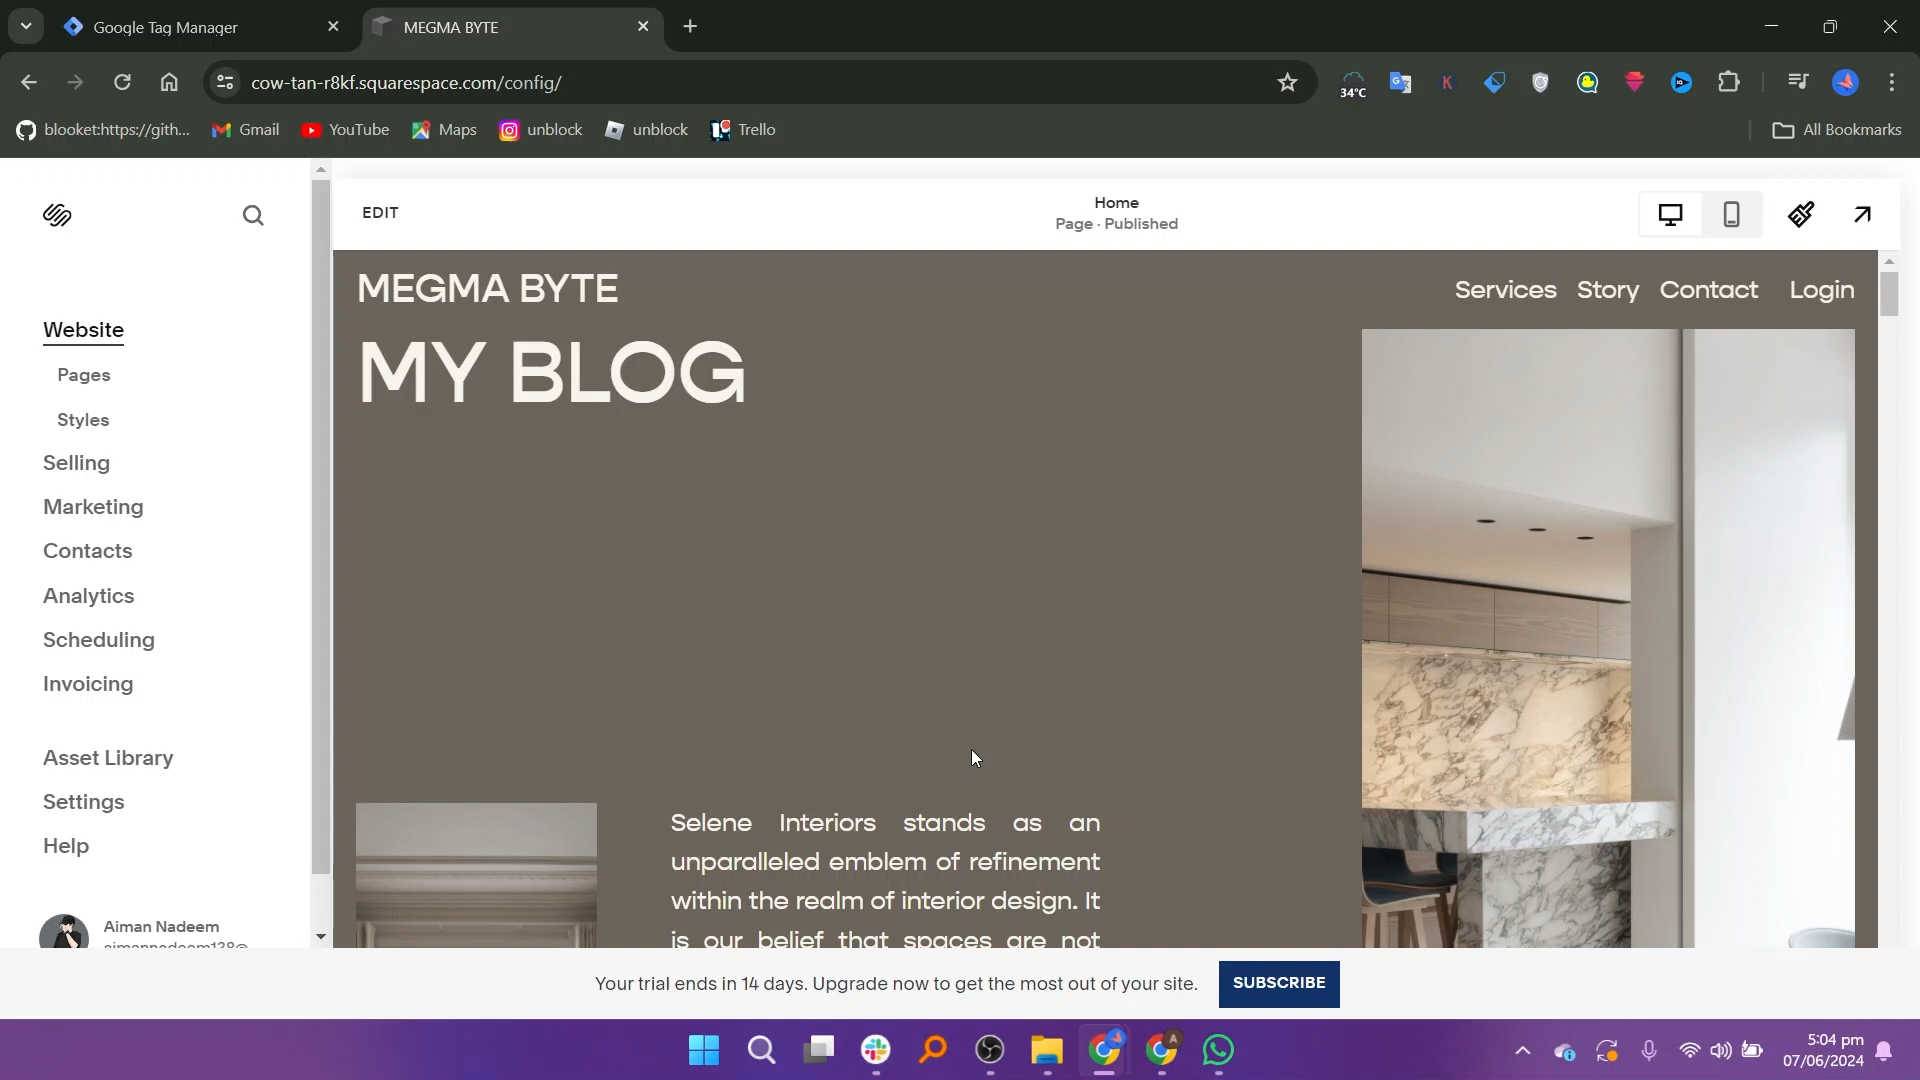 Google Tag Manager
MEGMA BYTE
cow-tan-r8kf.squarespace.com/config/
34°C
K
blooket:https://gith...
Gmail
YouTube
Maps
unblock
unblock
Trello
All Bookmarks
EDIT
Home
Page · Published
Website
Pages
Styles
Selling
Marketing
Contacts
Analytics
Scheduling
Invoicing
Asset Library
Settings
Help
Aiman Nadeem
aimannadeem138@
MEGMA BYTE
Services Story Contact Login
MY BLOG
Selene Interiors stands as an
unparalleled emblem of refinement
within the realm of interior design. It
is our belief that spaces are not
Your trial ends in 14 days. Upgrade now to get the most out of your site.
SUBSCRIBE
A
5:04 pm
07/06/2024